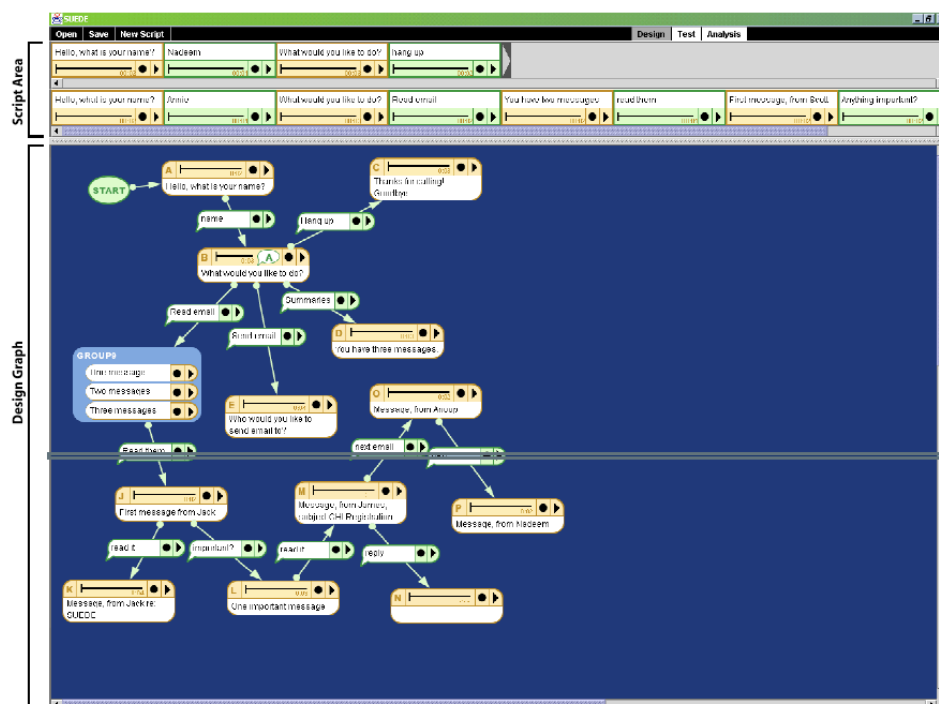 SUEDE
Open Save New Script Design Test Analysis
Script Area
Hello, what is your name? Nadeem What would you like to do? hang up
Hello, what is your name? Annie What would you like to do? Read email You have two messages read them First message, from Scott Anything important?
Design Graph
START
A
Hello, what is your name?
C
Thanks for calling!
Goodbye
name
Hang up
B A
What would you like to do?
Read email
Summaries
Send email
D
You have three messages.
GROUPS
One message
Two messages
Three messages
E
Who would you like to
send email to?
O
Message, from Anoop
Read them
next email
J
First message from Jack
M
Message, from James,
subject CHI Registration
P
Message, from Nadeem
read it
important?
read it
reply
K
Message, from Jack re:
SUEDE
L
One important message
N